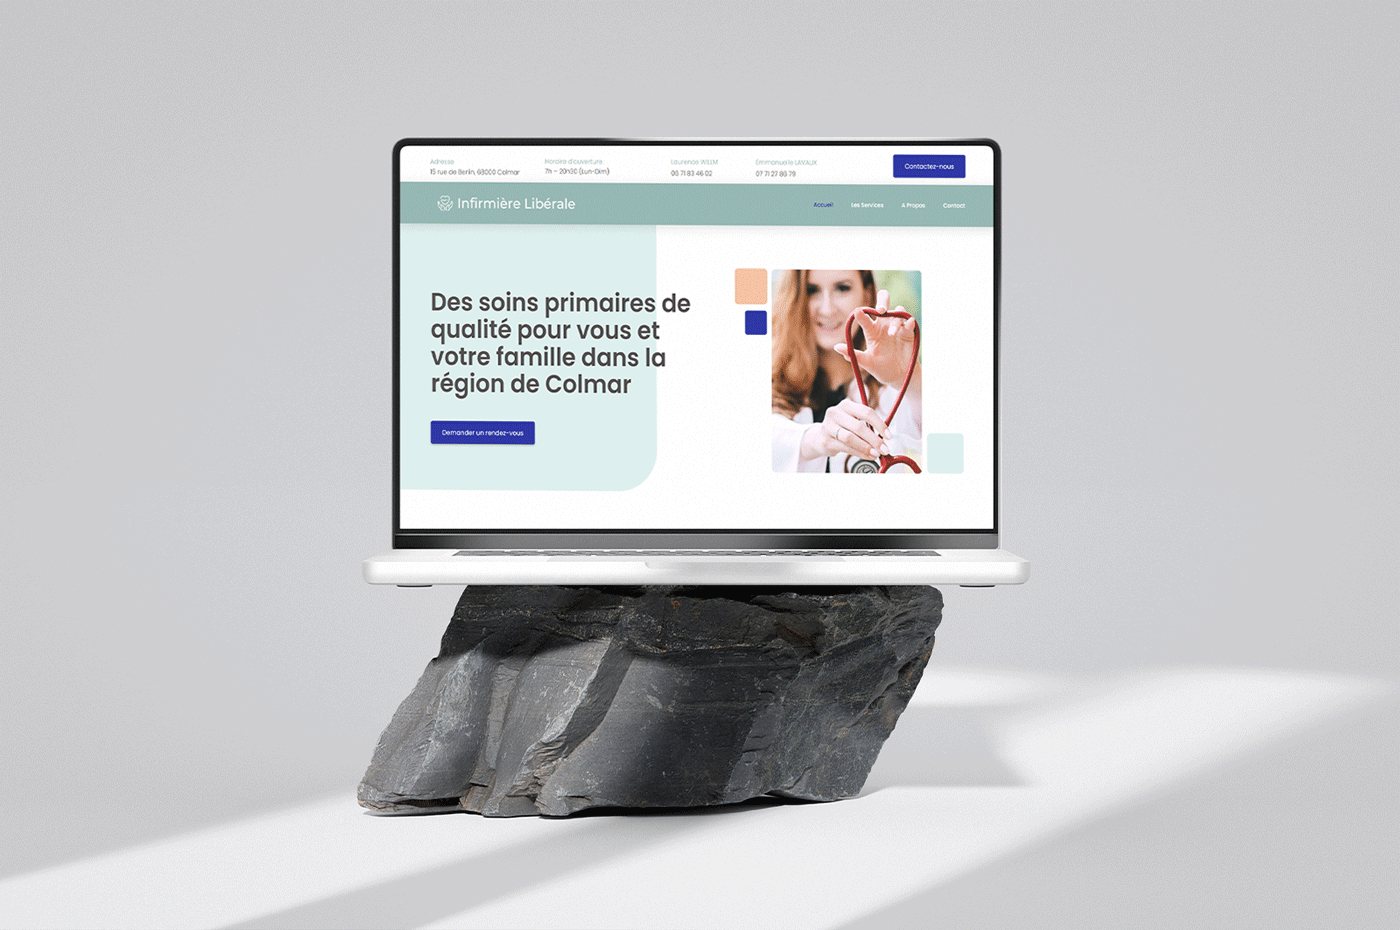 Adresse
15 rue de Berlin, 68000 Colmar
Horaire d'ouverture
7h - 20h30 (Lun-Dim)
Laurence WILLM
06 71 83 46 02
Emmanuelle LAVAUX
07 71 27 86 79
Contactez-nous
Infirmière Libérale
Accueil
Les Services
A Propos
Contact
Des soins primaires de
qualité pour vous et
votre famille dans la
région de Colmar
Demander un rendez-vous